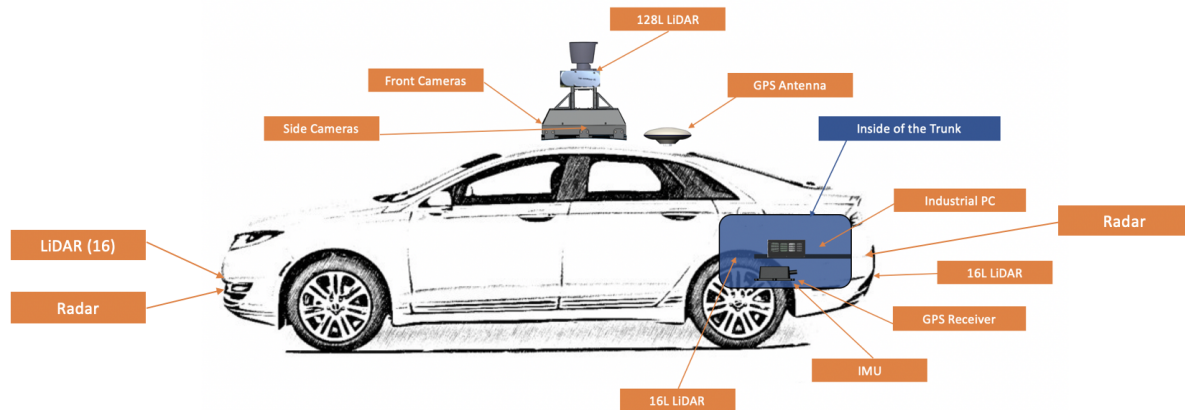 128L LiDAR
Front Cameras
GPS Antenna
Side Cameras
Inside of the Trunk
Industrial PC
Radar
LiDAR (16)
16L LiDAR
Radar
GPS Receiver
IMU
16L LiDAR